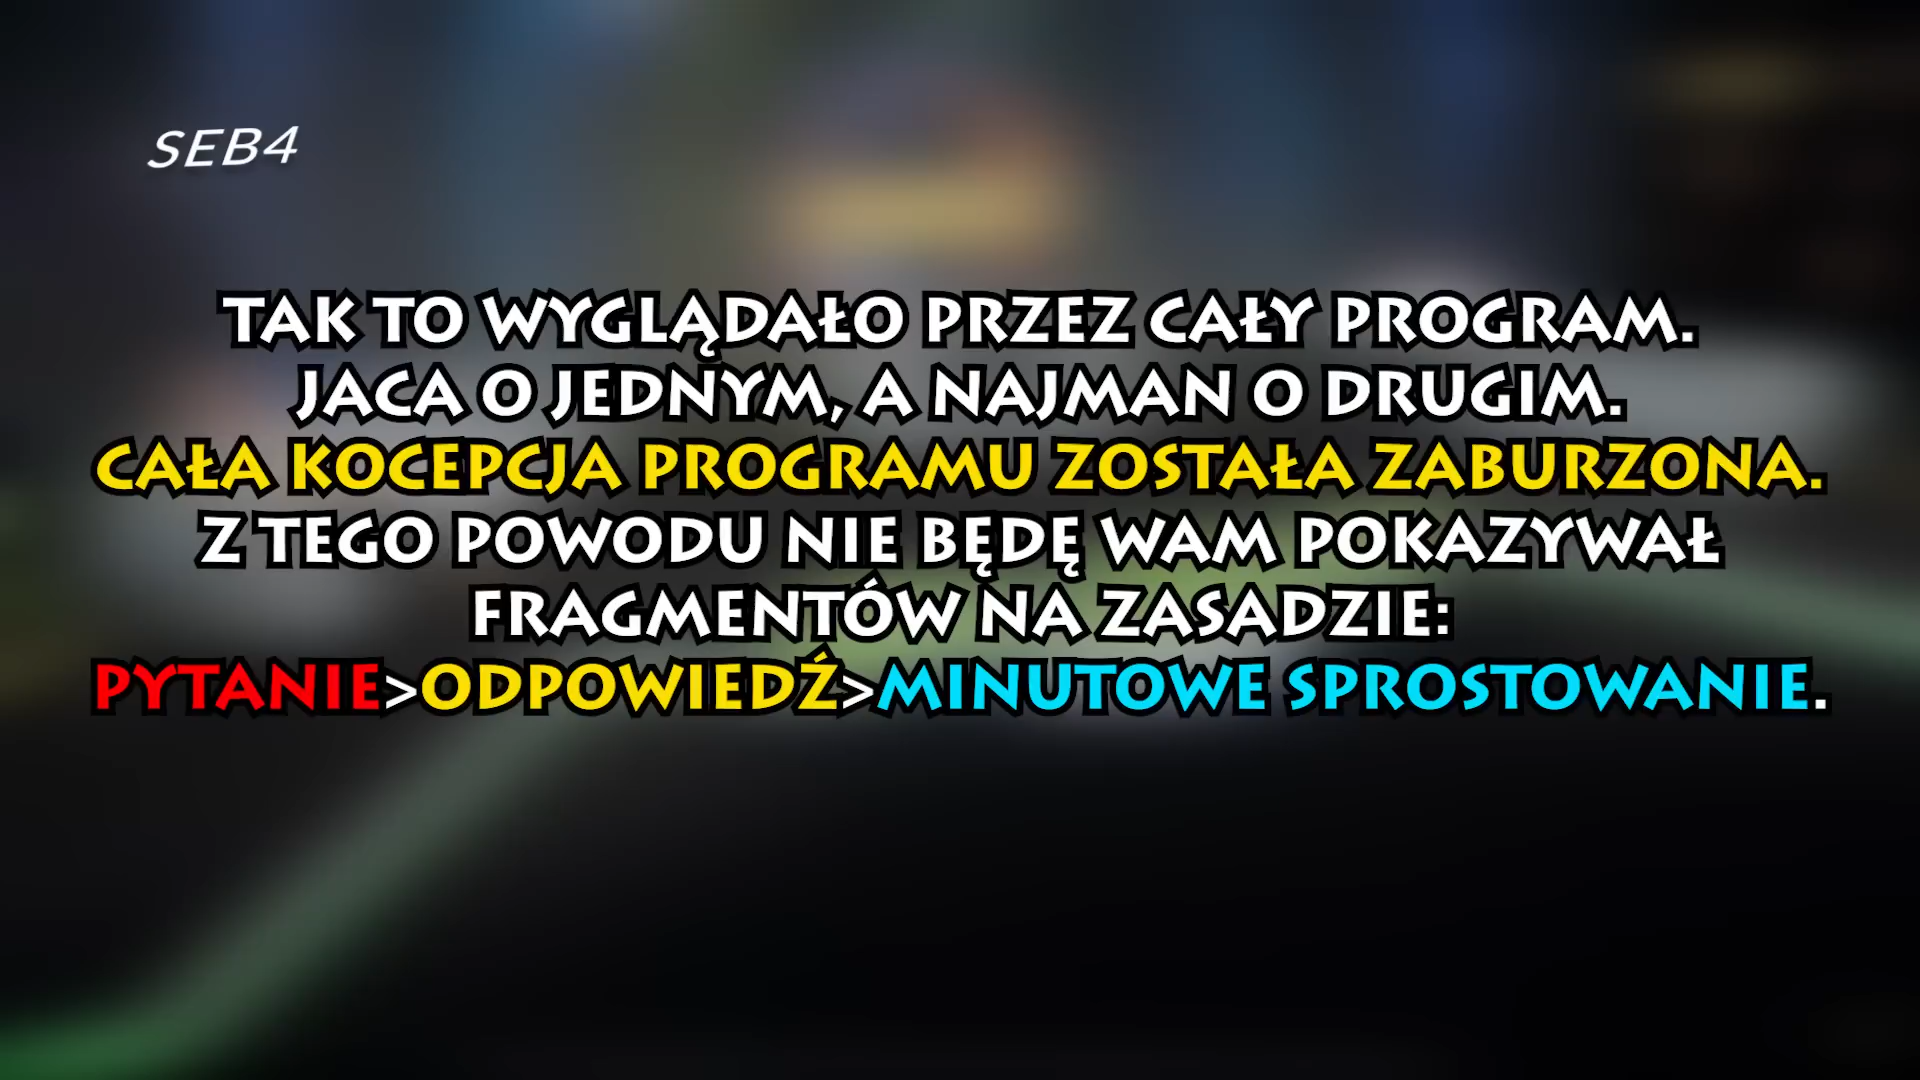 SEB4
TAK TO WYGLĄDAŁO PRZEZ CAŁY PROGRAM.
JACA O JEDNYM, A NAJMAN O DRUGIM.
CAŁA KOCEPCJA PROGRAMU ZOSTAŁA ZABURZONA.
Z TEGO POWODU NIE BĘDĘ WAM POKAZYWAŁ
FRAGMENTÓW NA ZASADZIE:
PYTANIE>ODPOWIEDŹ>MINUTOWE SPROSTOWANIE.